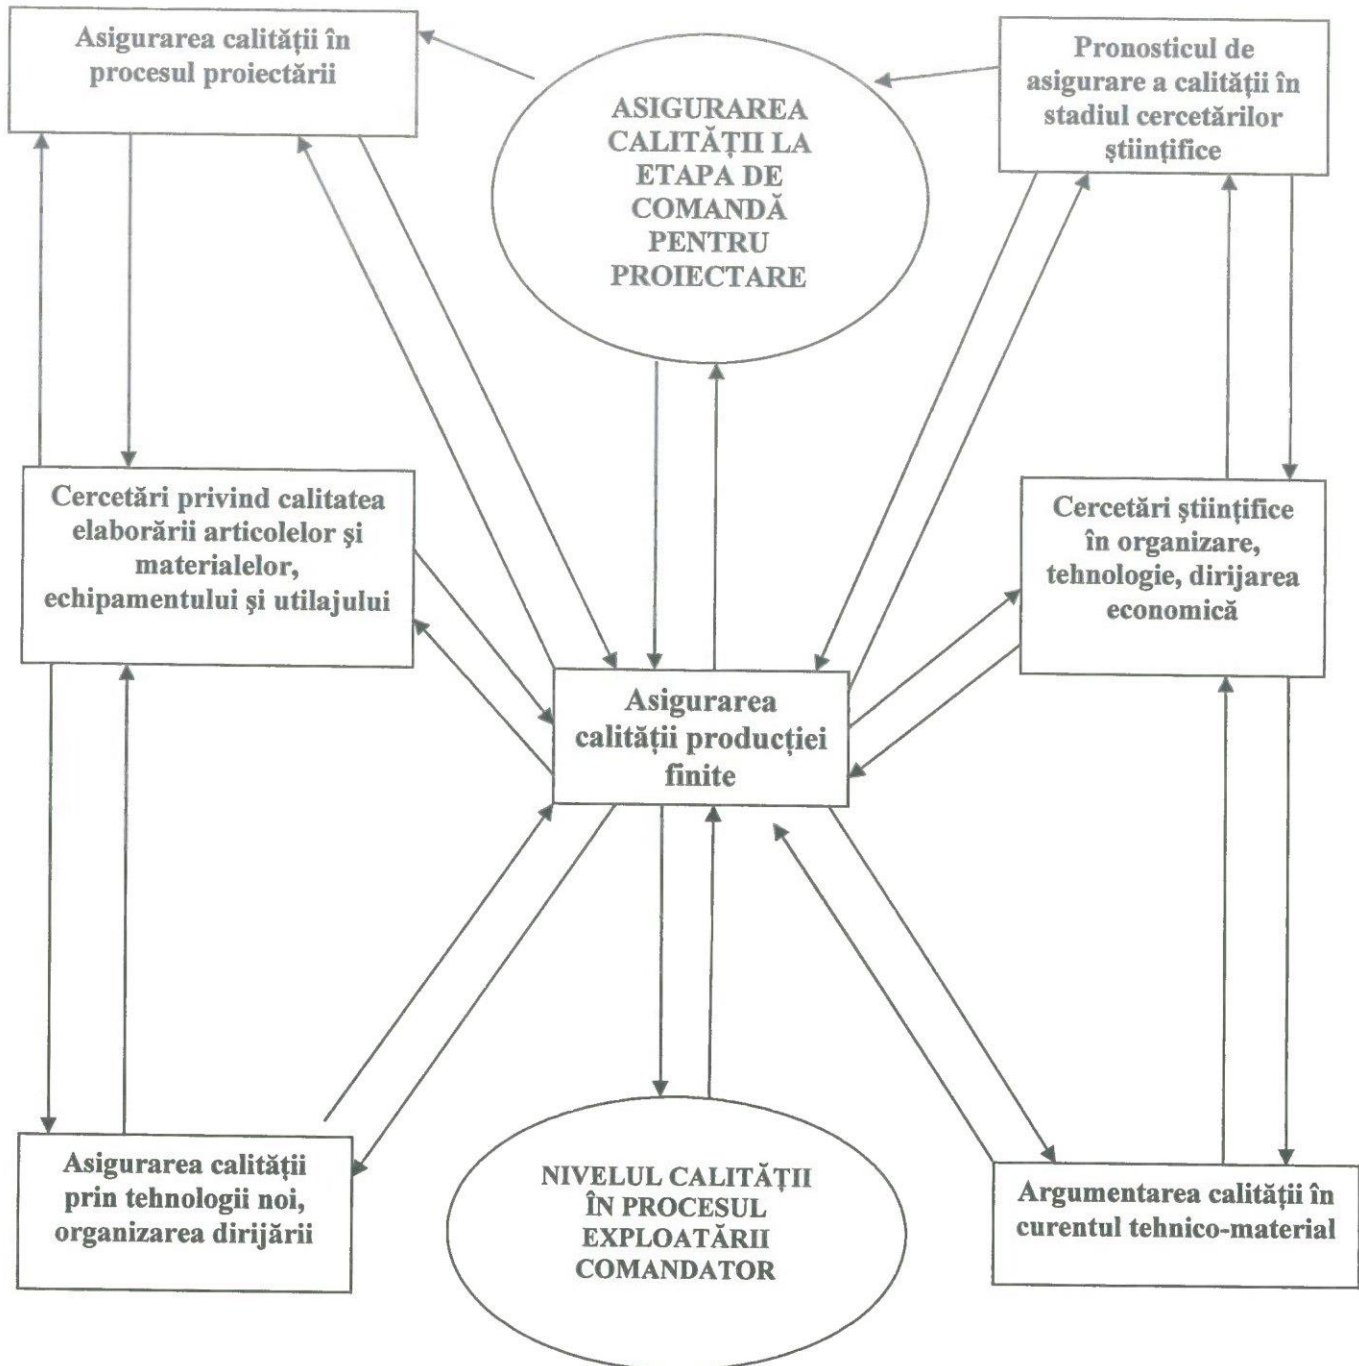 Asigurarea calității în
procesul proiectării
ASIGURAREA
CALITĂȚII LA
ETAPA DE
COMANDĂ
PENTRU
PROIECTARE
Pronosticul de
asigurare a calității în
stadiul cercetărilor
științifice
Cercetări privind calitatea
elaborării articolelor și
materialelor,
echipamentului și utilajului
Cercetări științifice
în organizare,
tehnologie, dirijarea
economică
Asigurarea
calității producției
finite
Asigurarea calității
prin tehnologii noi,
organizarea dirijării
NIVELUL CALITĂȚII
ÎN PROCESUL
EXPLOATĂRII
COMANDATOR
Argumentarea calității în
curentul tehnico-material